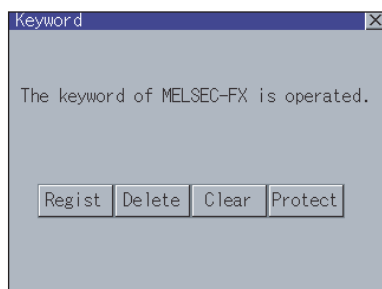 Keyword
The keyword of MELSEC-FX is operated.
Regist Delete Clear Protect